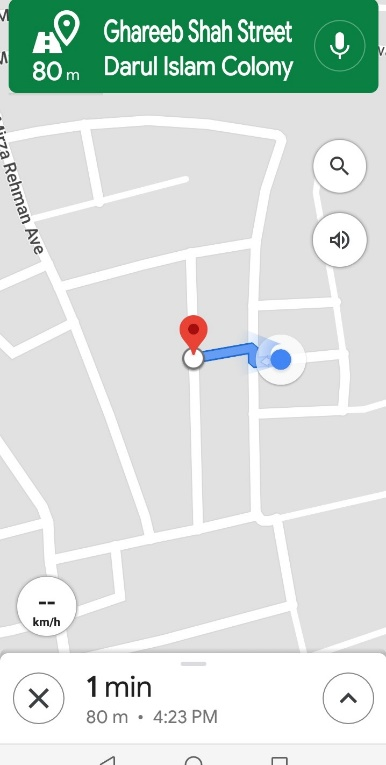 Ghareeb Shah Street
Darul Islam Colony
80 m
Mirza Rehman Ave
--
km/h
1 min
80 m • 4:23 PM